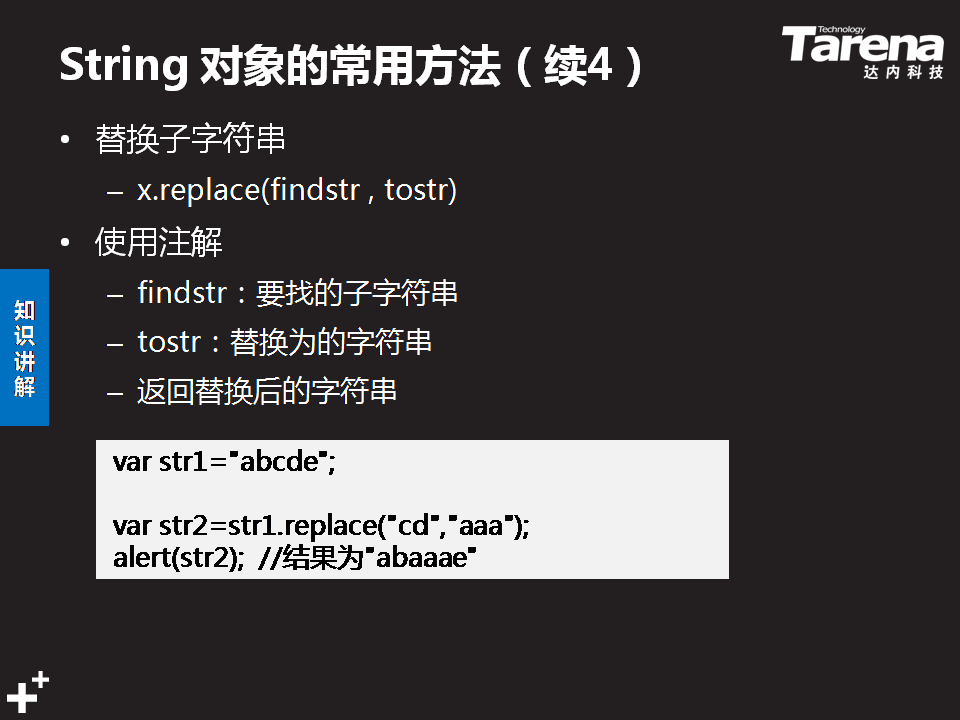 String 对象的常用方法（续4）
Technology
Tarena
达内科技
• 替换子字符串
– x.replace(findstr , tostr)
• 使用注解
– findstr：要找的子字符串
– tostr：替换为的字符串
– 返回替换后的字符串
知识讲解
var str1="abcde";
var str2=str1.replace("cd","aaa");
alert(str2); //结果为"abaaae"